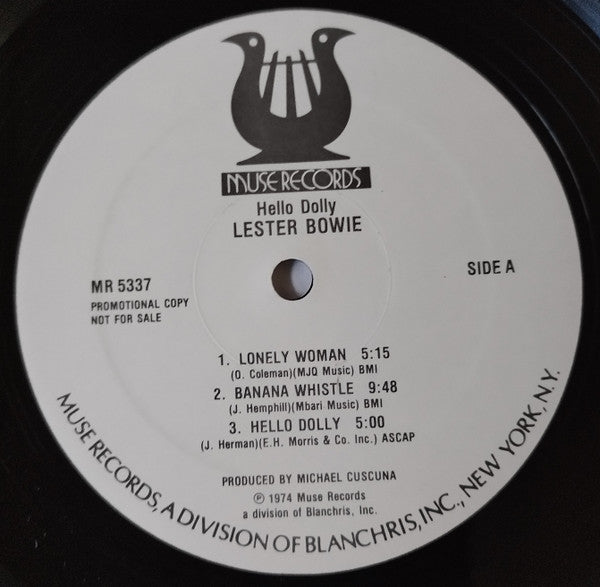 MUSE RECORDS
Hello Dolly
LESTER BOWIE
MR 5337
PROMOTIONAL COPY
NOT FOR SALE
SIDE A
1. LONELY WOMAN 5:15
(O. Coleman)(MJQ Music) BMI
2. BANANA WHISTLE 9:48
(J. Hemphill)(Mbari Music) BMI
3. HELLO DOLLY 5:00
(J. Herman)(E.H. Morris & Co. Inc.) ASCAP
PRODUCED BY MICHAEL CUSCUNA
℗ 1974 Muse Records
a division of Blanchris, Inc.
MUSE RECORDS, A DIVISION OF BLANCHRIS, INC., NEW YORK, N.Y.